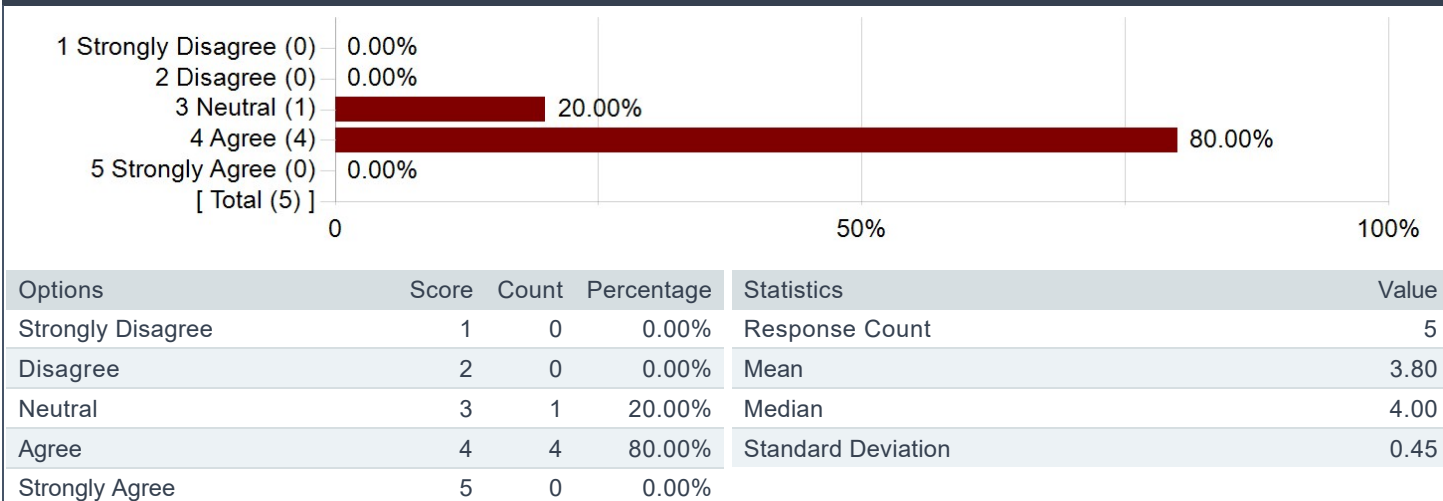 1 Strongly Disagree (0) 0.00%
2 Disagree (0) 0.00%
3 Neutral (1) 20.00%
4 Agree (4) 80.00%
5 Strongly Agree (0) 0.00%
[ Total (5) ]
0 50% 100%
Options Score Count Percentage
Strongly Disagree 1 0 0.00%
Disagree 2 0 0.00%
Neutral 3 1 20.00%
Agree 4 4 80.00%
Strongly Agree 5 0 0.00%
Statistics Value
Response Count 5
Mean 3.80
Median 4.00
Standard Deviation 0.45